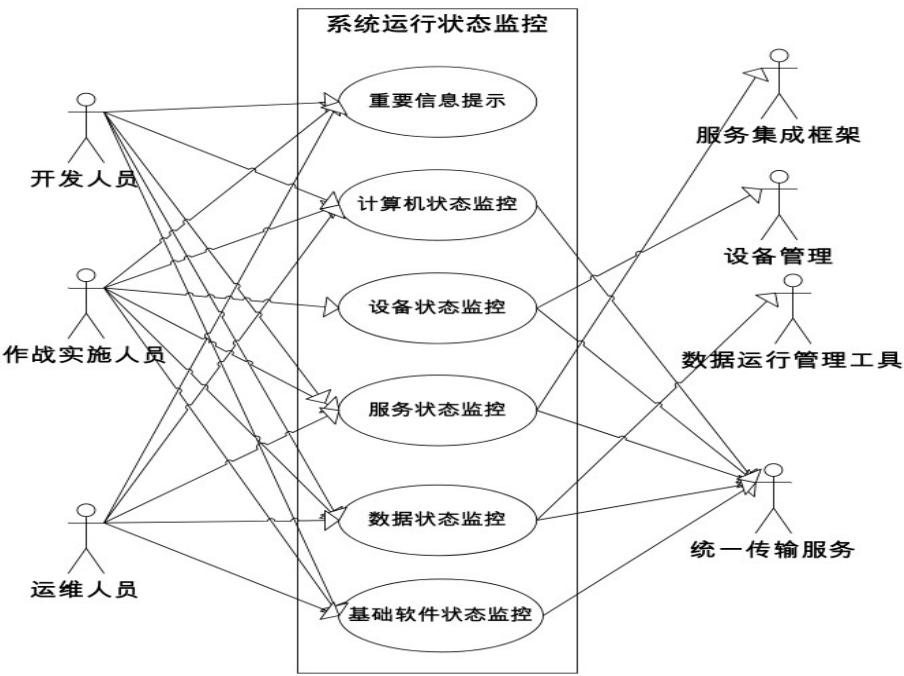 系统运行状态监控
重要信息提示
计算机状态监控
设备状态监控
服务状态监控
数据状态监控
基础软件状态监控
开发人员
作战实施人员
运维人员
服务集成框架
设备管理
数据运行管理工具
统一传输服务